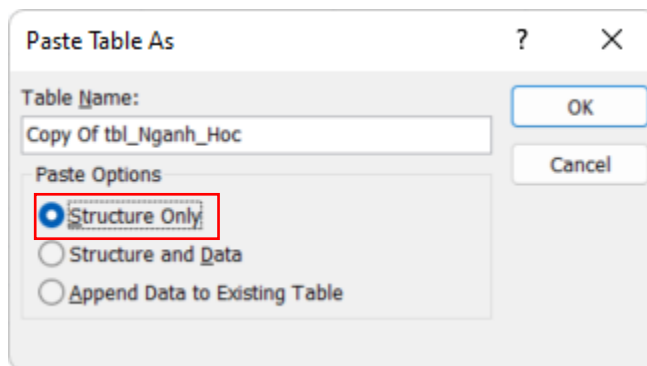 Paste Table As
?
Table Name:
OK
Copy Of tbl_Nganh_Hoc
Cancel
Paste Options
Structure Only
Structure and Data
Append Data to Existing Table